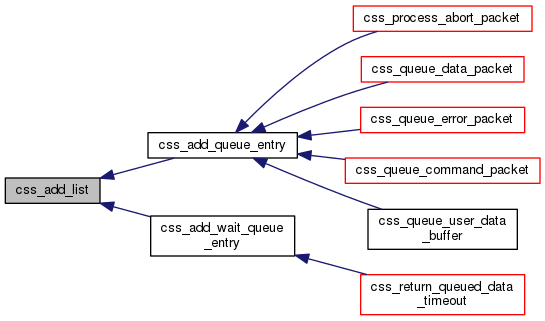 css_process_abort_packet
css_queue_data_packet
css_queue_error_packet
css_add_queue_entry
css_queue_command_packet
css_add_list
css_queue_user_data
_buffer
css_add_wait_queue
_entry
css_return_queued_data
_timeout